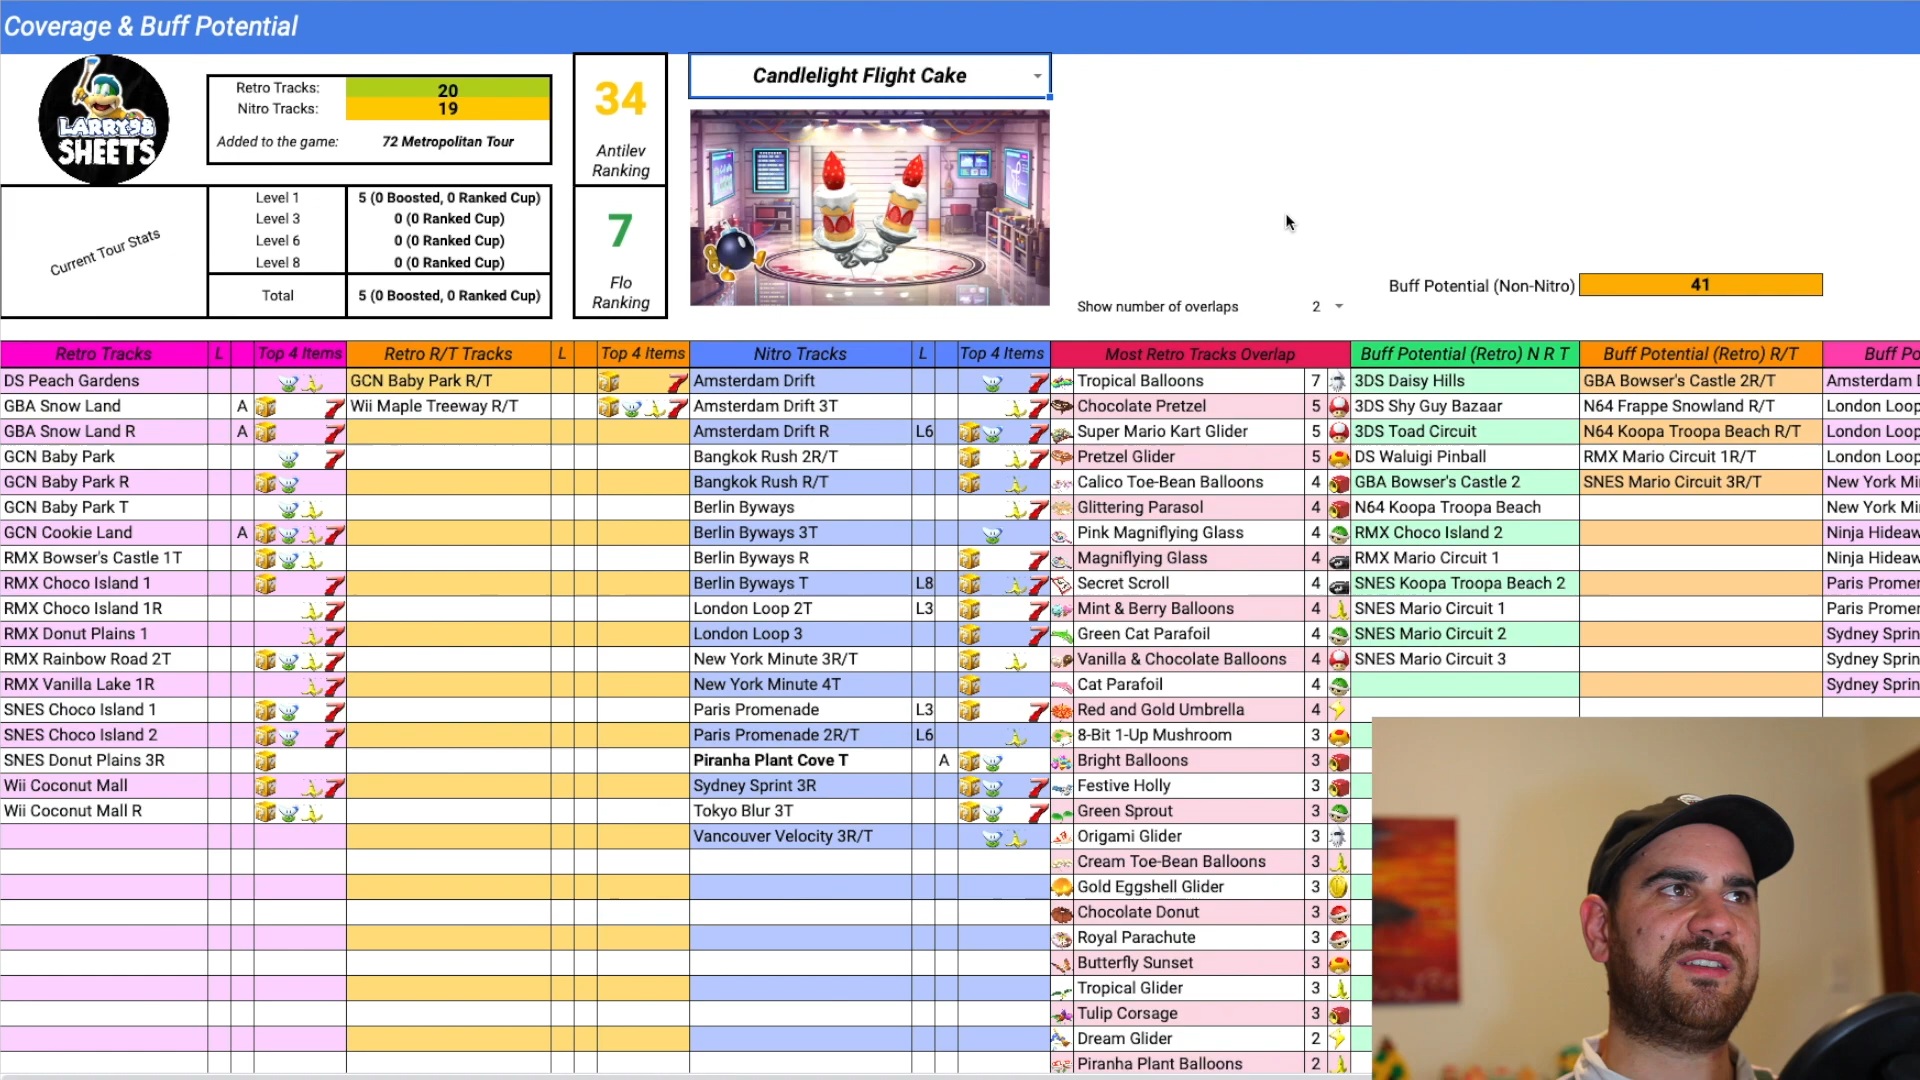 Coverage & Buff Potential
LARRY98
SHEETS
Retro Tracks: 20
Nitro Tracks: 19
Added to the game: 72 Metropolitan Tour
34
Antilev
Ranking
7
Flo
Ranking
Candlelight Flight Cake
Current Tour Stats
Level 1 5 (0 Boosted, 0 Ranked Cup)
Level 3 0 (0 Ranked Cup)
Level 6 0 (0 Ranked Cup)
Level 8 0 (0 Ranked Cup)
Total 5 (0 Boosted, 0 Ranked Cup)
Show number of overlaps 2
Buff Potential (Non-Nitro) 41
Retro Tracks L Top 4 Items Retro R/T Tracks L Top 4 Items Nitro Tracks L Top 4 Items Most Retro Tracks Overlap Buff Potential (Retro) N R T Buff Potential (Retro) R/T Buff Po
DS Peach Gardens GCN Baby Park R/T Amsterdam Drift Tropical Balloons 7 3DS Daisy Hills GBA Bowser's Castle 2R/T Amsterdam D
GBA Snow Land A Wii Maple Treeway R/T Amsterdam Drift 3T Chocolate Pretzel 5 3DS Shy Guy Bazaar N64 Frappe Snowland R/T London Loop
GBA Snow Land R A Amsterdam Drift R L6 Super Mario Kart Glider 5 3DS Toad Circuit N64 Koopa Troopa Beach R/T London Loop
GCN Baby Park Bangkok Rush 2R/T Pretzel Glider 5 DS Waluigi Pinball RMX Mario Circuit 1R/T London Loop
GCN Baby Park R Bangkok Rush R/T Calico Toe-Bean Balloons 4 GBA Bowser's Castle 2 SNES Mario Circuit 3R/T New York Mi
GCN Baby Park T Berlin Byways Glittering Parasol 4 N64 Koopa Troopa Beach New York Mi
GCN Cookie Land A Berlin Byways 3T Pink Magniflying Glass 4 RMX Choco Island 2 Ninja Hideaw
RMX Bowser's Castle 1T Berlin Byways R Magniflying Glass 4 RMX Mario Circuit 1 Ninja Hideaw
RMX Choco Island 1 Berlin Byways T L8 Secret Scroll 4 SNES Koopa Troopa Beach 2 Paris Promer
RMX Choco Island 1R London Loop 2T L3 Mint & Berry Balloons 4 SNES Mario Circuit 1 Paris Promer
RMX Donut Plains 1 London Loop 3 Green Cat Parafoil 4 SNES Mario Circuit 2 Sydney Sprin
RMX Rainbow Road 2T New York Minute 3R/T Vanilla & Chocolate Balloons 4 SNES Mario Circuit 3 Sydney Sprin
RMX Vanilla Lake 1R New York Minute 4T Cat Parafoil 4 Sydney Sprin
SNES Choco Island 1 Paris Promenade L3 Red and Gold Umbrella 4
SNES Choco Island 2 Paris Promenade 2R/T L6 8-Bit 1-Up Mushroom 3
SNES Donut Plains 3R Piranha Plant Cove T A Bright Balloons 3
Wii Coconut Mall Sydney Sprint 3R Festive Holly 3
Wii Coconut Mall R Tokyo Blur 3T Green Sprout 3
Vancouver Velocity 3R/T Origami Glider 3
Cream Toe-Bean Balloons 3
Gold Eggshell Glider 3
Chocolate Donut 3
Royal Parachute 3
Butterfly Sunset 3
Tropical Glider 3
Tulip Corsage 3
Dream Glider 2
Piranha Plant Balloons 2